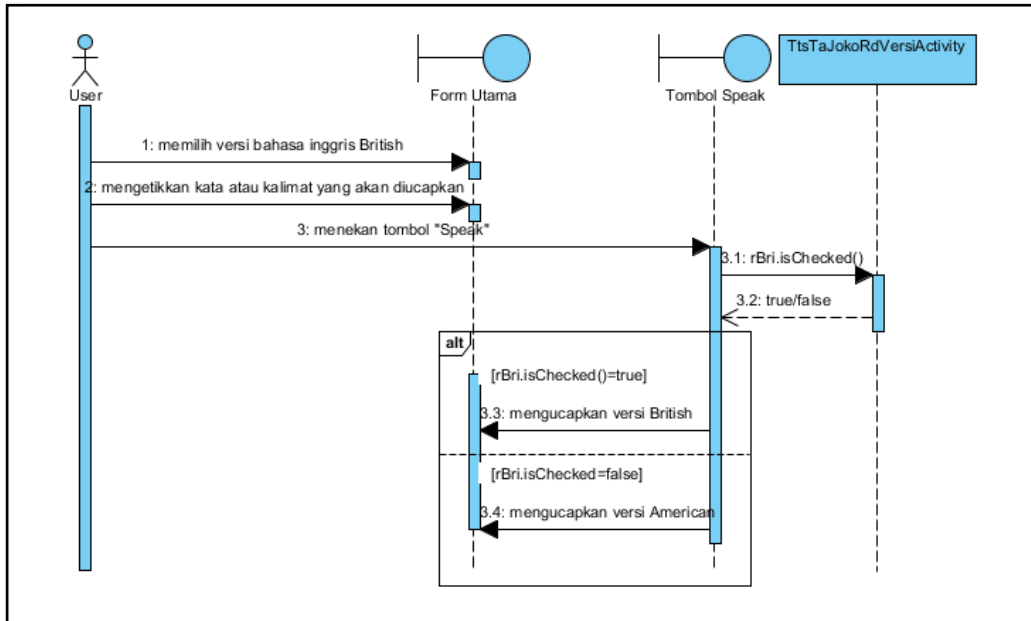 User
Form Utama
Tombol Speak
TtsTaJokoRdVersiActivity
1: memilih versi bahasa inggris British
2: mengetikkan kata atau kalimat yang akan diucapkan
3: menekan tombol "Speak"
3.1: rBri.isChecked()
3.2: true/false
alt
[rBri.isChecked()=true]
3.3: mengucapkan versi British
[rBri.isChecked=false]
3.4: mengucapkan versi American